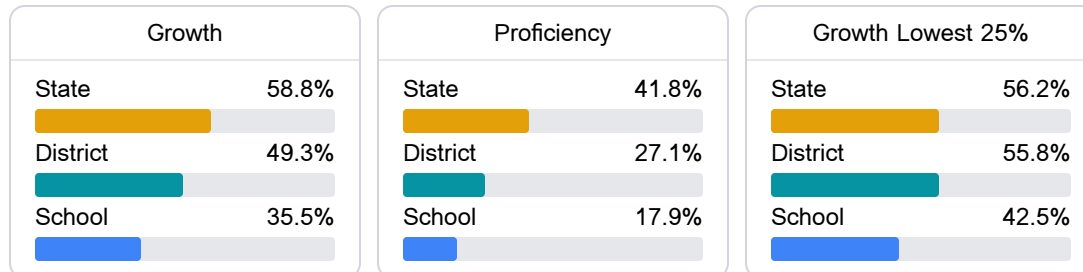 Growth
State 58.8%
District 49.3%
School 35.5%
Proficiency
State 41.8%
District 27.1%
School 17.9%
Growth Lowest 25%
State 56.2%
District 55.8%
School 42.5%